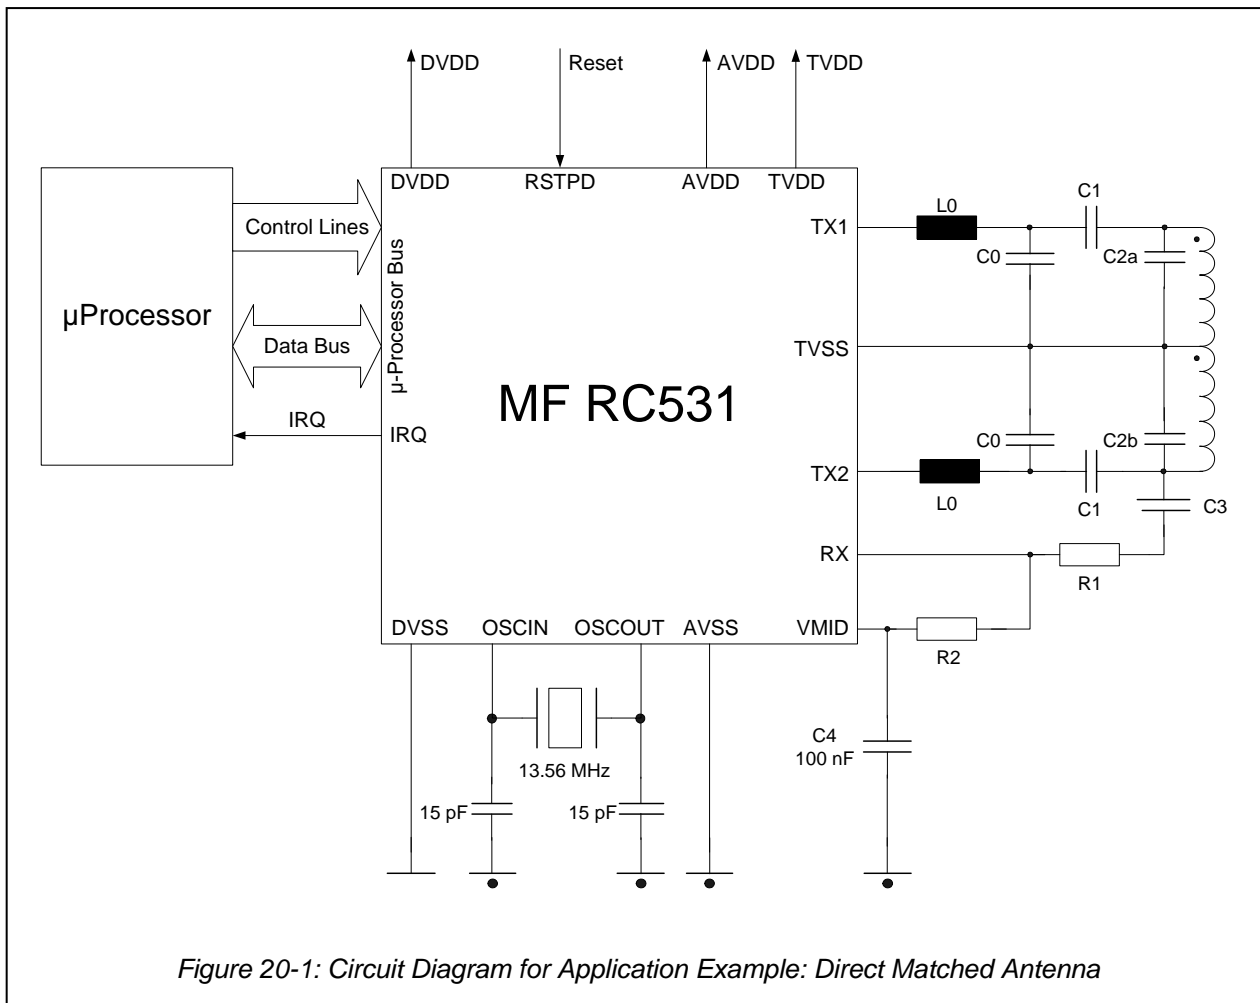 DVDD
Reset
AVDD
TVDD
DVDD
RSTPD
AVDD
TVDD
µProcessor
Control Lines
Data Bus
IRQ
µ-Processor Bus
IRQ
MF RC531
TX1
TVSS
TX2
RX
VMID
L0
C1
C0
C2a
C0
C2b
L0
C1
C3
R1
R2
DVSS
OSCIN
OSCOUT
AVSS
13.56 MHz
15 pF
15 pF
C4
100 nF
Figure 20-1: Circuit Diagram for Application Example: Direct Matched Antenna